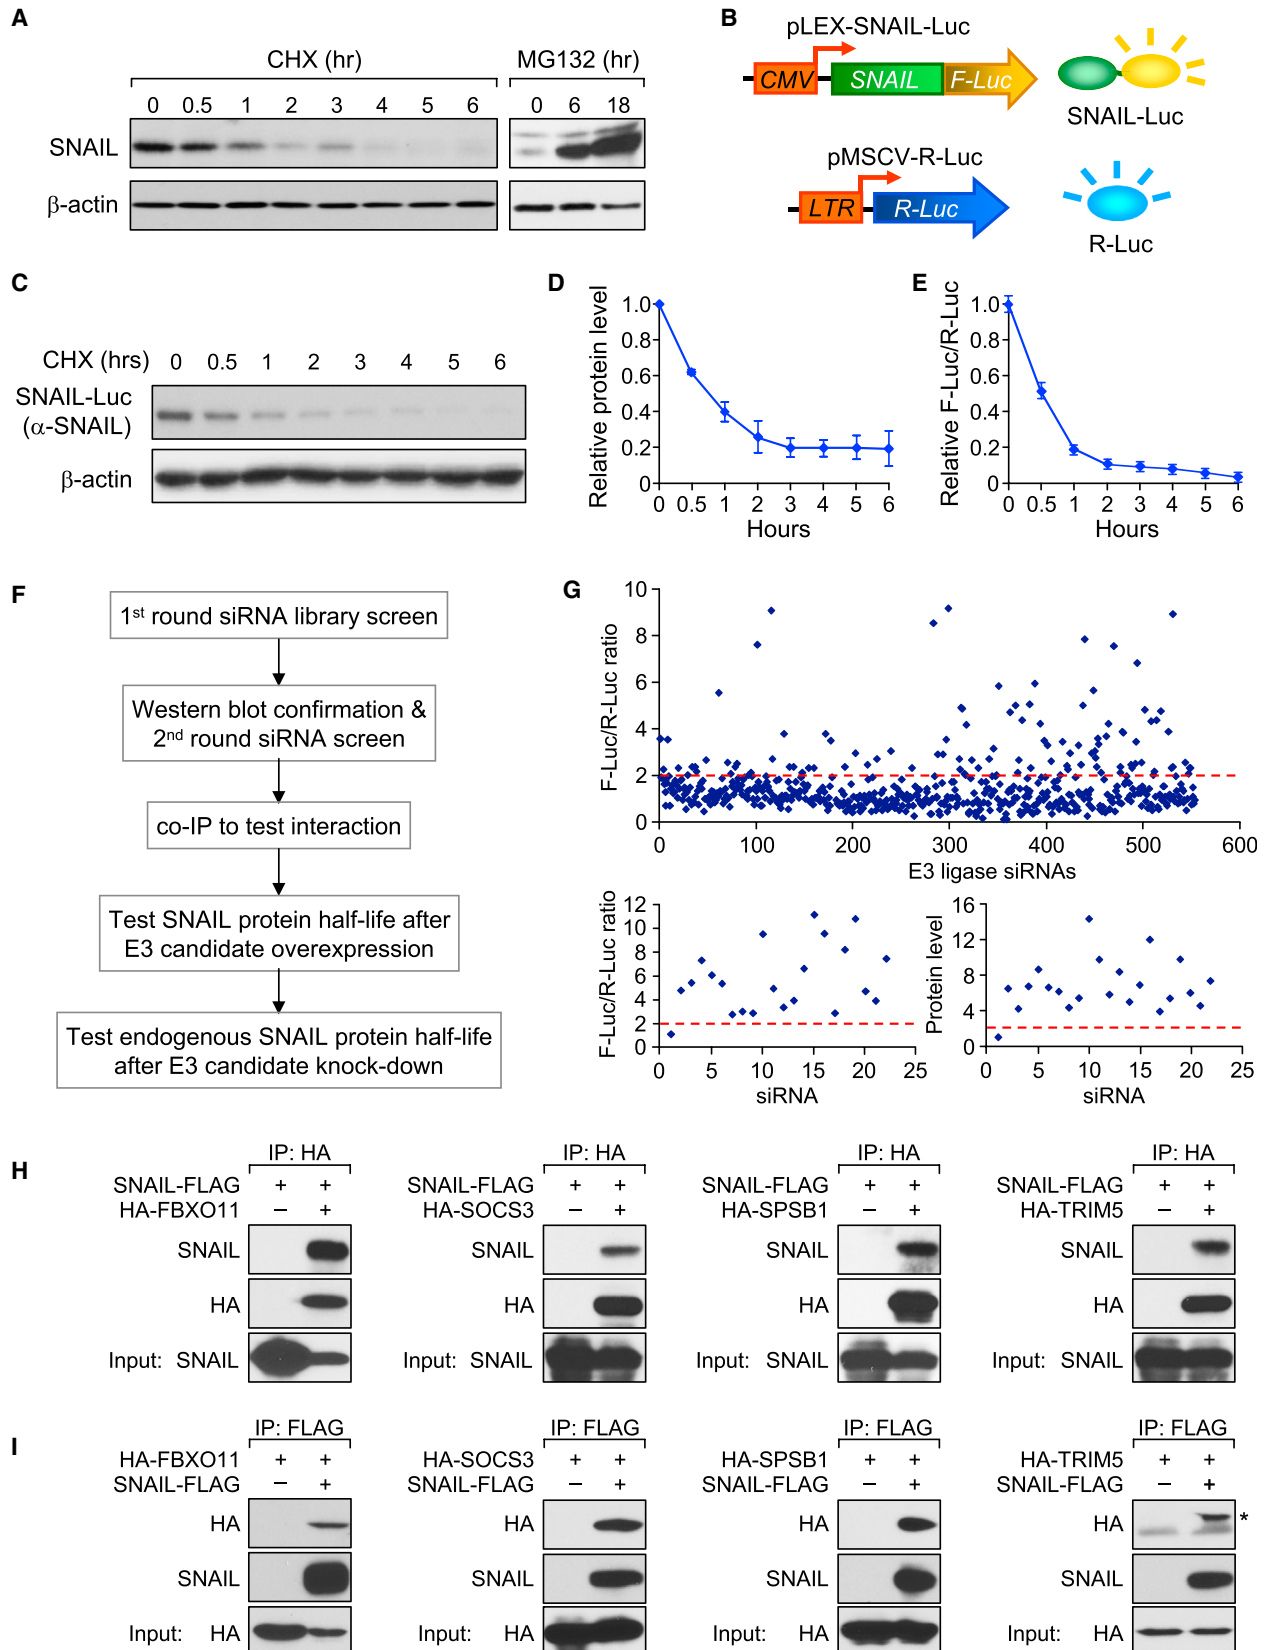 A
CHX (hr)
MG132 (hr)
0 0.5 1 2 3 4 5 6
0 6 18
SNAIL
β-actin
B
pLEX-SNAIL-Luc
CMV SNAIL F-Luc
SNAIL-Luc
pMSCV-R-Luc
LTR R-Luc
R-Luc
C
CHX (hrs) 0 0.5 1 2 3 4 5 6
SNAIL-Luc
(α-SNAIL)
β-actin
D
Relative protein level
1.0
0.8
0.6
0.4
0.2
0
0 0.5 1 2 3 4 5 6
Hours
E
Relative F-Luc/R-Luc
1.0
0.8
0.6
0.4
0.2
0
0 0.5 1 2 3 4 5 6
Hours
F
1st round siRNA library screen
Western blot confirmation &
2nd round siRNA screen
co-IP to test interaction
Test SNAIL protein half-life after
E3 candidate overexpression
Test endogenous SNAIL protein half-life
after E3 candidate knock-down
G
F-Luc/R-Luc ratio
10
8
6
4
2
0
0 100 200 300 400 500 600
E3 ligase siRNAs
F-Luc/R-Luc ratio
12
10
8
6
4
2
0
0 5 10 15 20 25
siRNA
Protein level
16
12
8
4
0
0 5 10 15 20 25
siRNA
H
IP: HA
SNAIL-FLAG + +
HA-FBXO11 − +
SNAIL
HA
Input: SNAIL
IP: HA
SNAIL-FLAG + +
HA-SOCS3 − +
SNAIL
HA
Input: SNAIL
IP: HA
SNAIL-FLAG + +
HA-SPSB1 − +
SNAIL
HA
Input: SNAIL
IP: HA
SNAIL-FLAG + +
HA-TRIM5 − +
SNAIL
HA
Input: SNAIL
I
IP: FLAG
HA-FBXO11 + +
SNAIL-FLAG − +
HA
SNAIL
Input: HA
IP: FLAG
HA-SOCS3 + +
SNAIL-FLAG − +
HA
SNAIL
Input: HA
IP: FLAG
HA-SPSB1 + +
SNAIL-FLAG − +
HA
SNAIL
Input: HA
IP: FLAG
HA-TRIM5 + +
SNAIL-FLAG − +
HA *
SNAIL
Input: HA